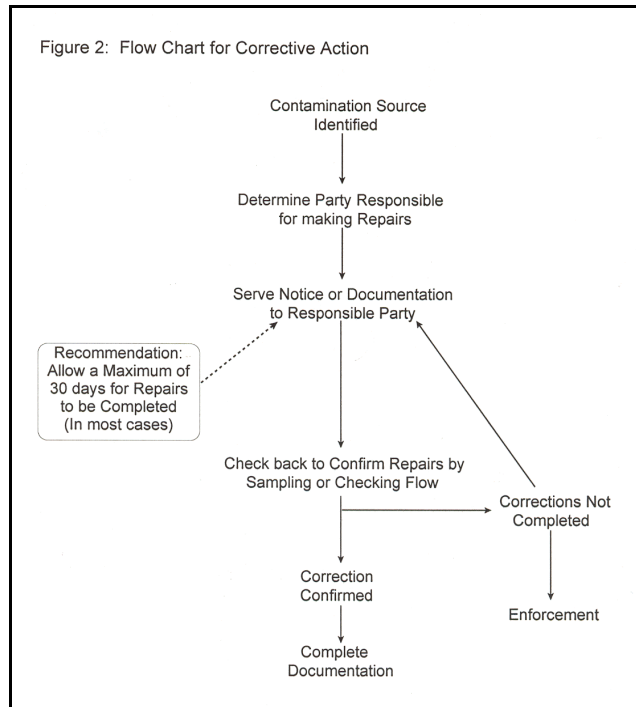 Figure 2: Flow Chart for Corrective Action
Contamination Source
Identified
Determine Party Responsible
for making Repairs
Serve Notice or Documentation
to Responsible Party
Recommendation:
Allow a Maximum of
30 days for Repairs
to be Completed
(In most cases)
Check back to Confirm Repairs by
Sampling or Checking Flow
Corrections Not
Completed
Correction
Confirmed
Enforcement
Complete
Documentation